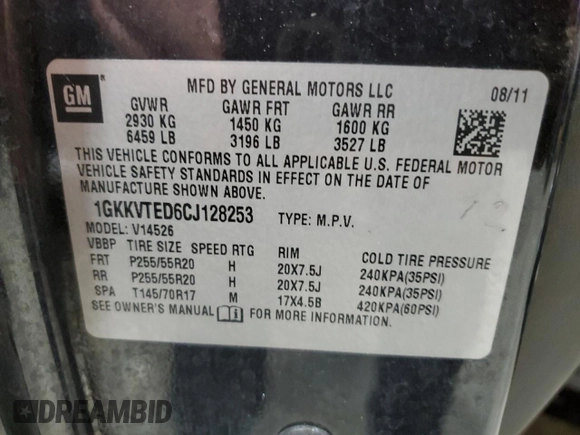 GM
MFD BY GENERAL MOTORS LLC 08/11
GVWR GAWR FRT GAWR RR
2930 KG 1450 KG 1600 KG
6459 LB 3196 LB 3527 LB
THIS VEHICLE CONFORMS TO ALL APPLICABLE U.S. FEDERAL MOTOR
VEHICLE SAFETY STANDARDS IN EFFECT ON THE DATE OF
MANUFACTURE SHOWN ABOVE.
1GKKVTED6CJ128253 TYPE: M.P.V.
MODEL: V14526
VBBP TIRE SIZE SPEED RTG RIM COLD TIRE PRESSURE
FRT P255/55R20 H 20X7.5J 240KPA(35PSI)
RR P255/55R20 H 20X7.5J 240KPA(35PSI)
SPA T145/70R17 M 17X4.5B 420KPA(60PSI)
SEE OWNER'S MANUAL FOR MORE INFORMATION.
DREAMBID